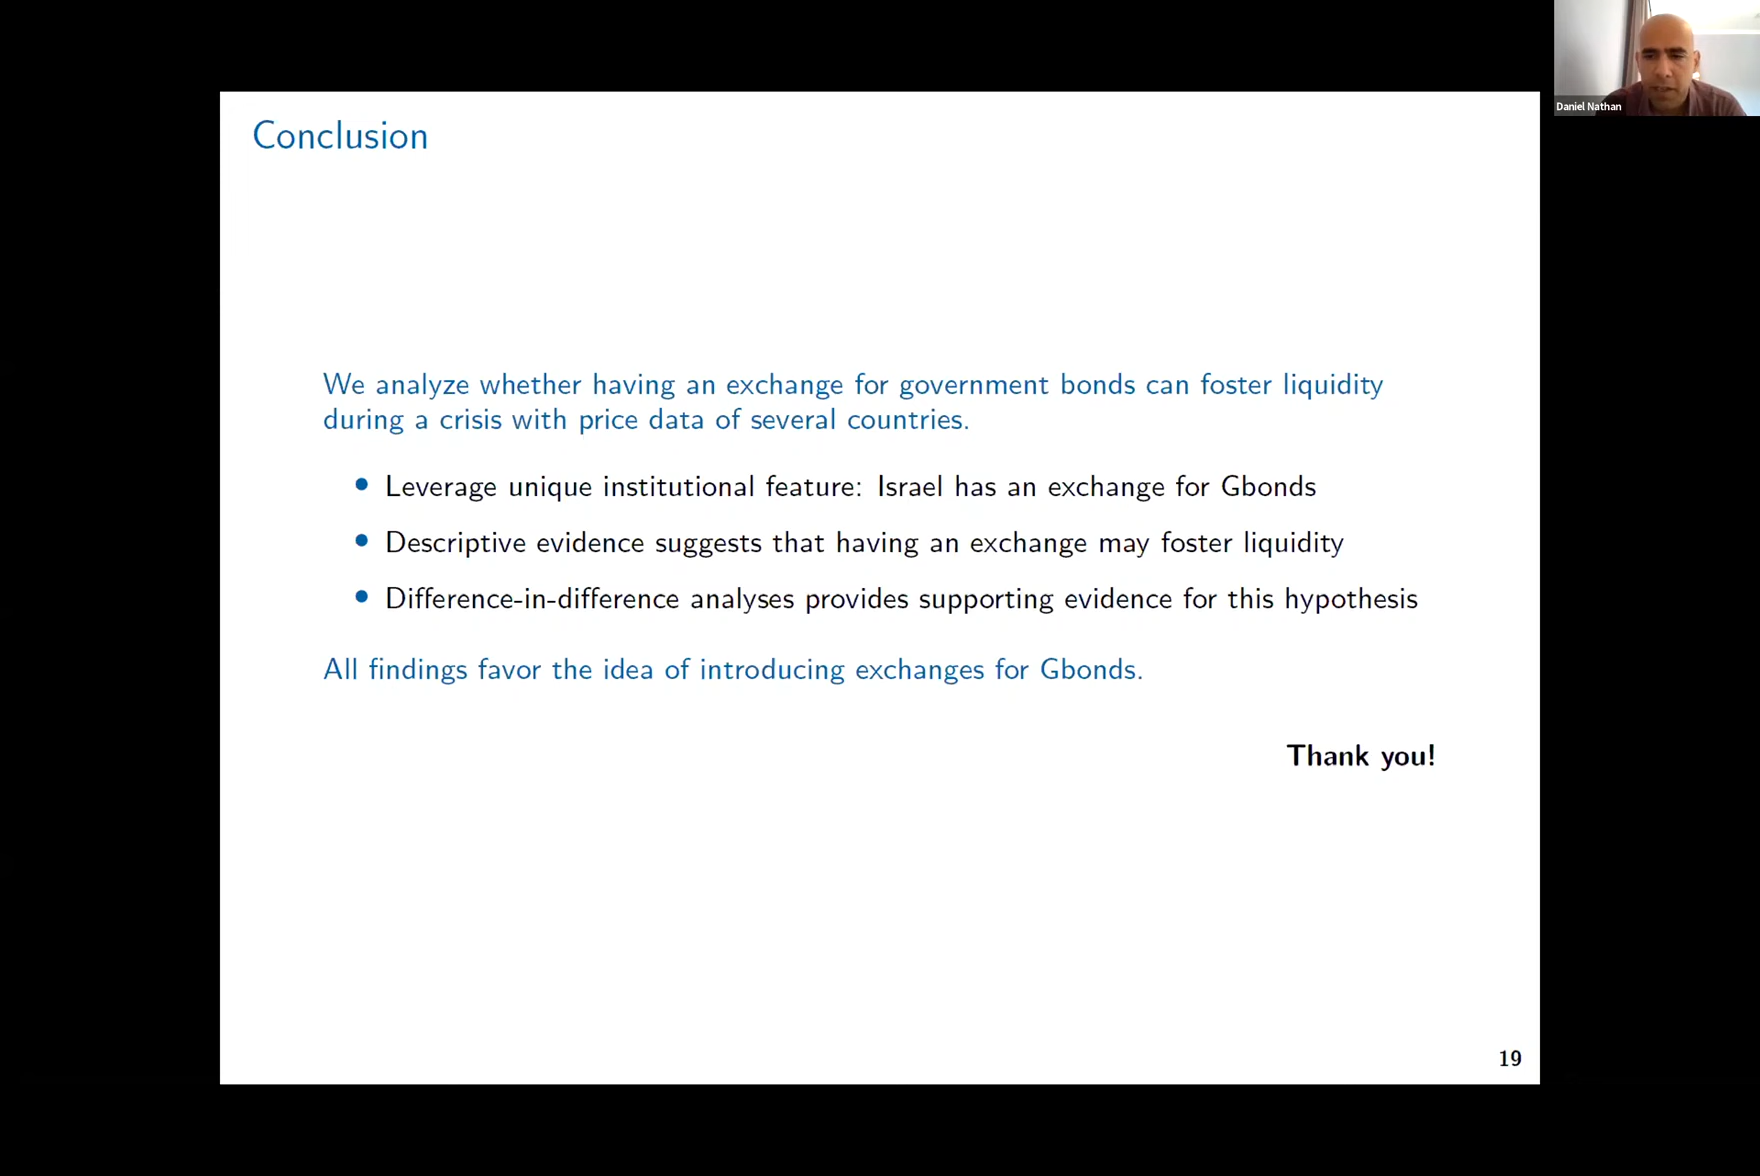 Daniel Nathan
Conclusion
We analyze whether having an exchange for government bonds can foster liquidity
during a crisis with price data of several countries.
• Leverage unique institutional feature: Israel has an exchange for Gbonds
• Descriptive evidence suggests that having an exchange may foster liquidity
• Difference-in-difference analyses provides supporting evidence for this hypothesis
All findings favor the idea of introducing exchanges for Gbonds.
Thank you!
19